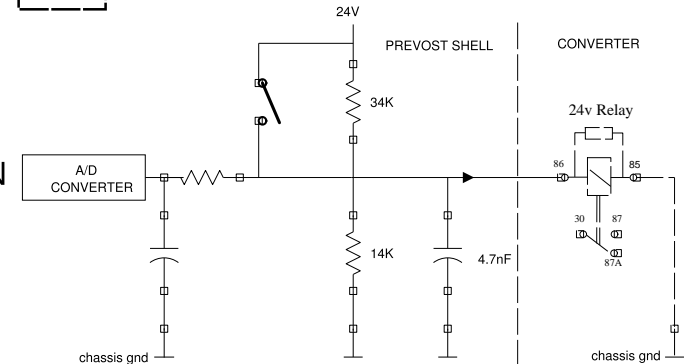 24V
PREVOST SHELL
CONVERTER
34K
24v Relay
N
A/D
CONVERTER
86
85
30
87
87A
14K
4.7nF
chassis gnd
chassis gnd